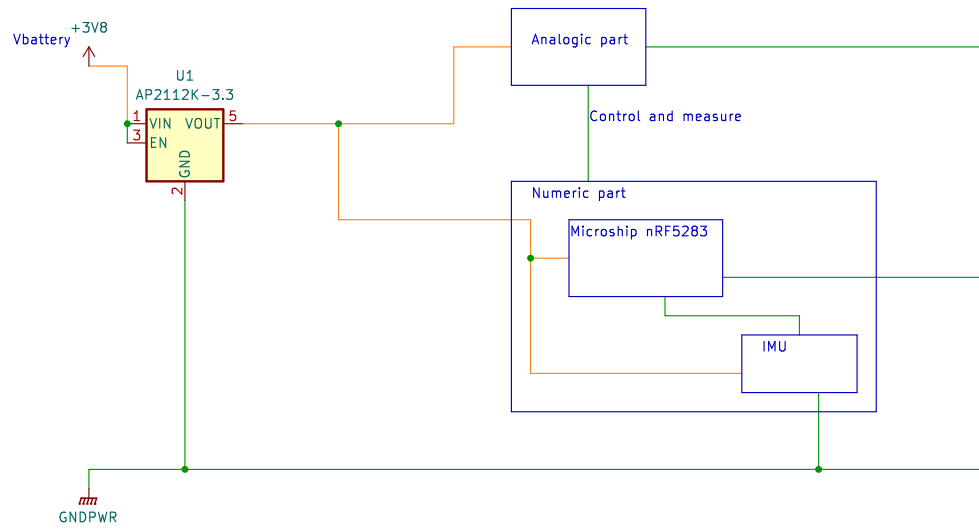 +3V8
Vbattery
U1
AP2112K-3.3
1 VIN VOUT 5
3 EN
GND
2
Analogic part
Control and measure
Numeric part
Microship nRF5283
IMU
GNDPWR